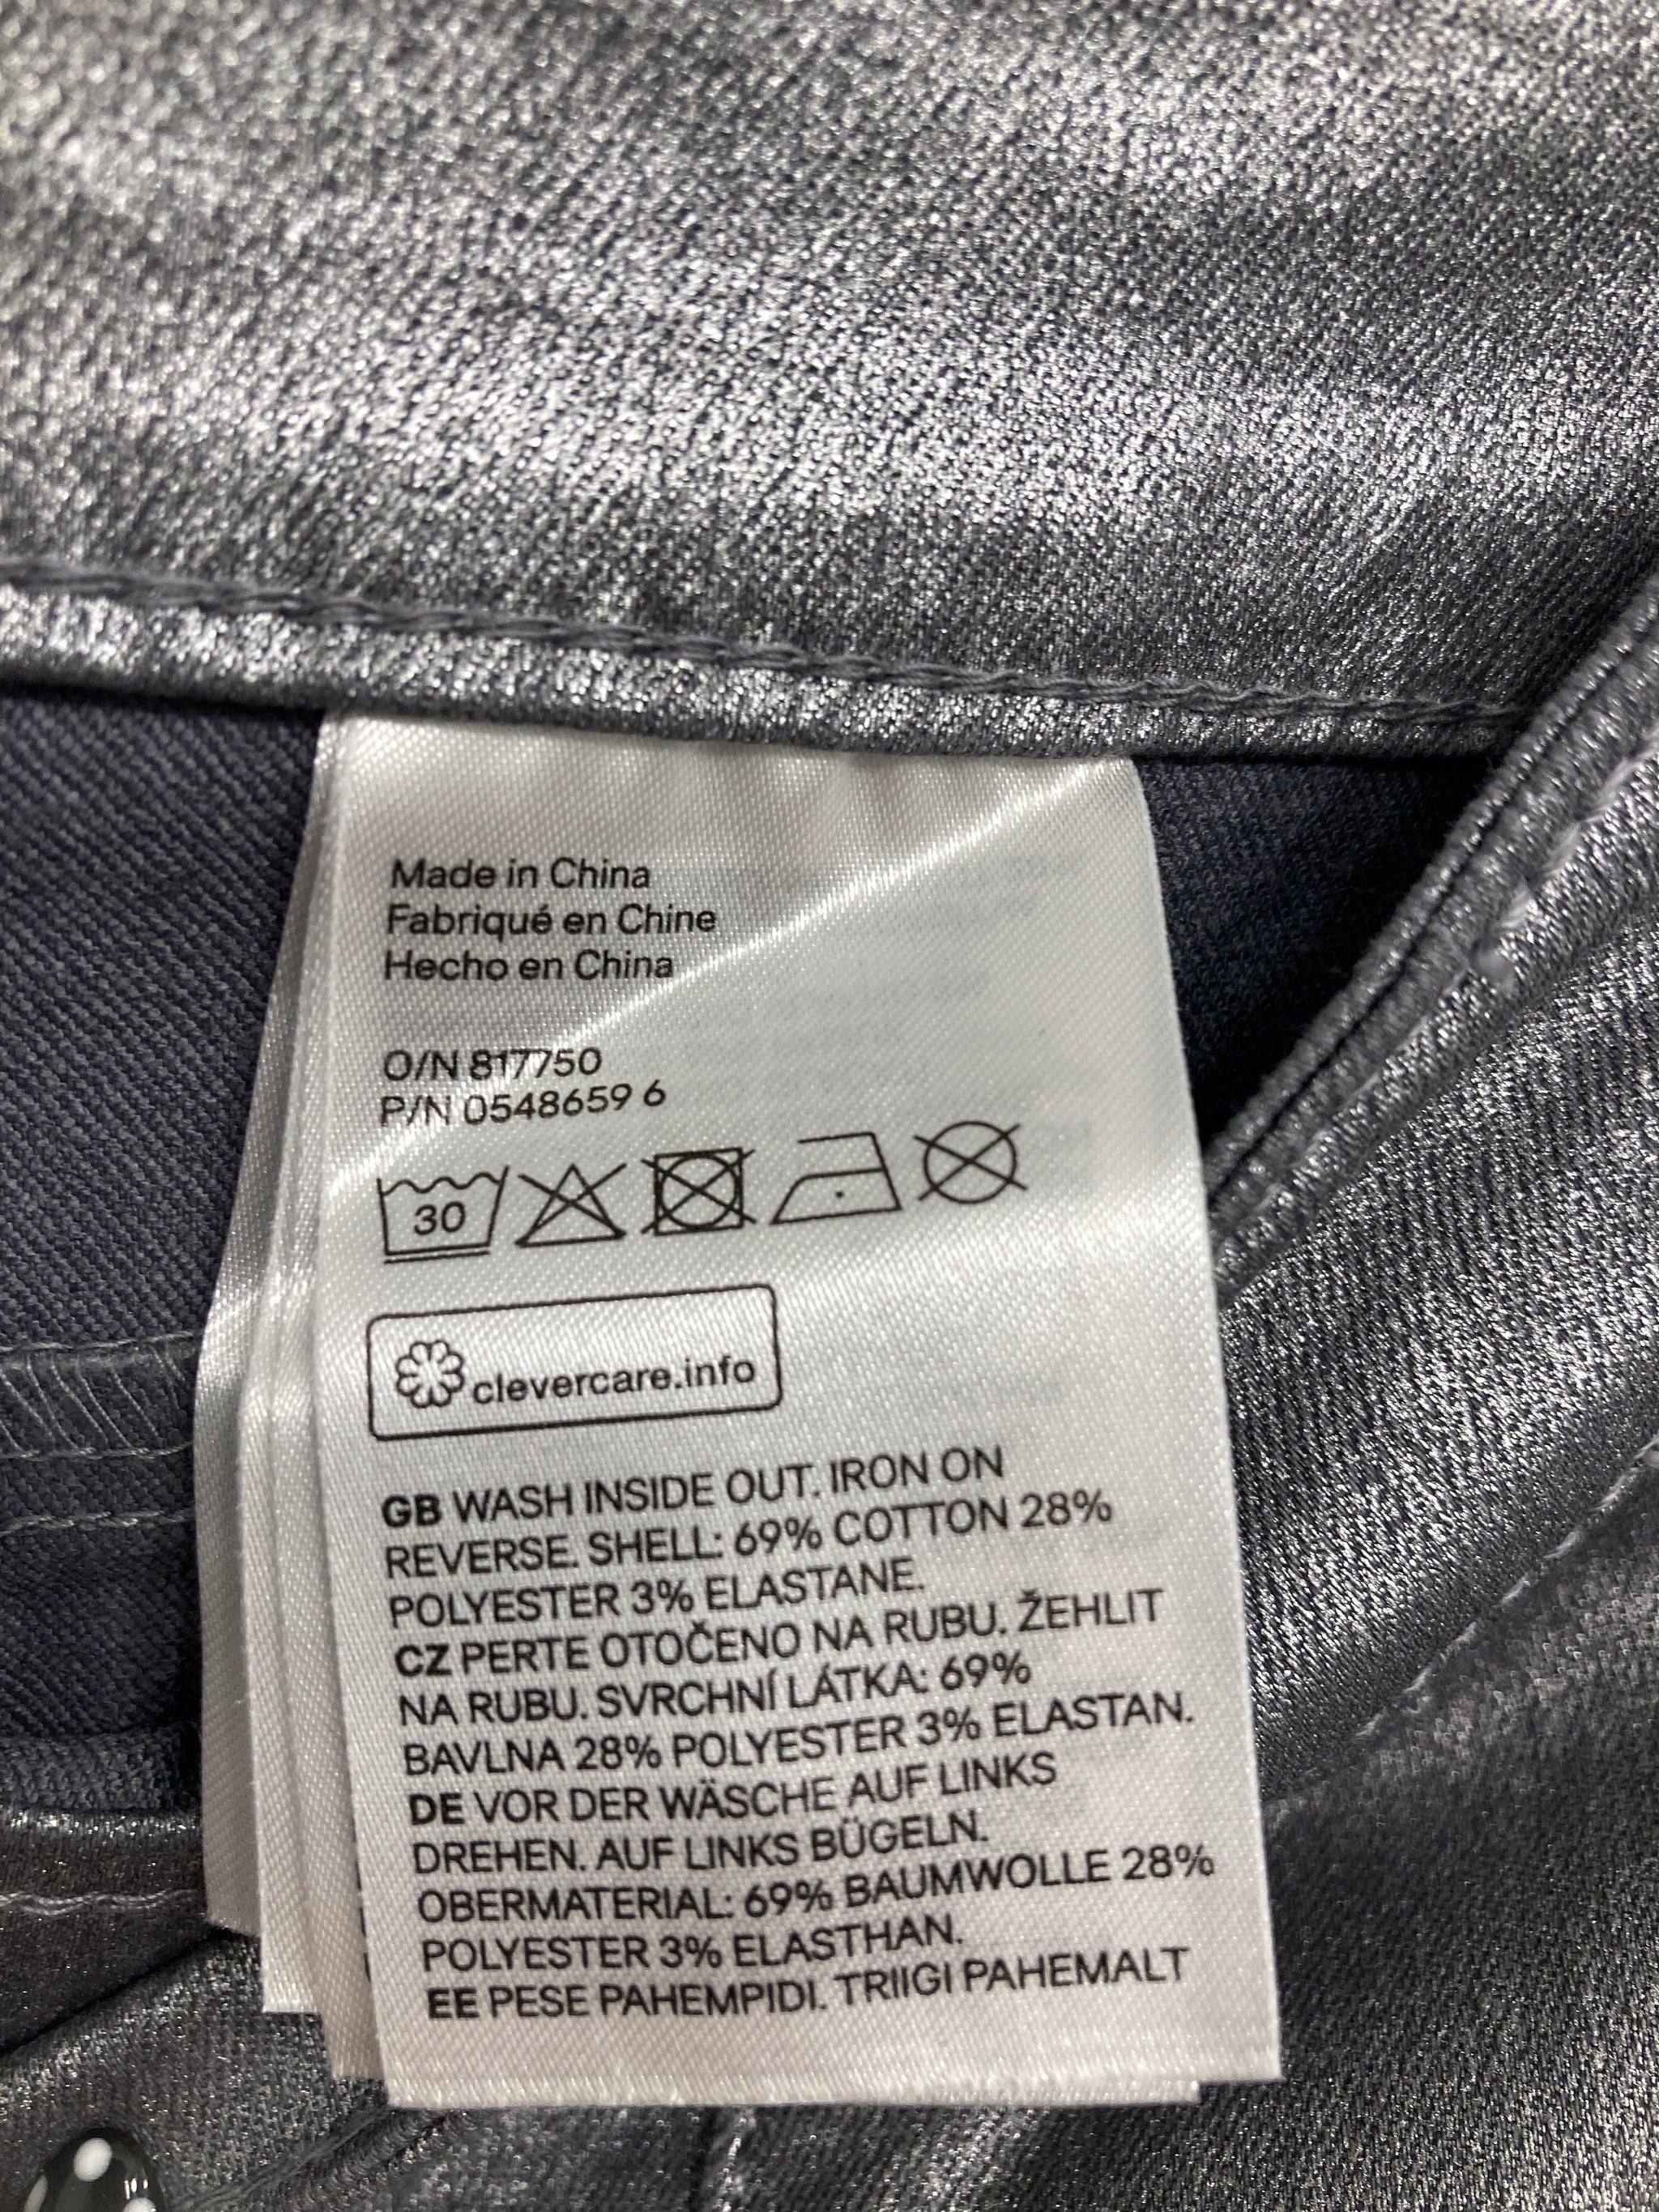 Made in China
Fabriqué en Chine
Hecho en China
O/N 817750
P/N 0548659 6
30
clevercare.info
GB WASH INSIDE OUT. IRON ON
REVERSE. SHELL: 69% COTTON 28%
POLYESTER 3% ELASTANE.
CZ PERTE OTOČENO NA RUBU. ŽEHLIT
NA RUBU. SVRCHNÍ LÁTKA: 69%
BAVLNA 28% POLYESTER 3% ELASTAN.
DE VOR DER WÄSCHE AUF LINKS
DREHEN. AUF LINKS BÜGELN.
OBERMATERIAL: 69% BAUMWOLLE 28%
POLYESTER 3% ELASTHAN.
EE PESE PAHEMPIDI. TRIIGI PAHEMALT